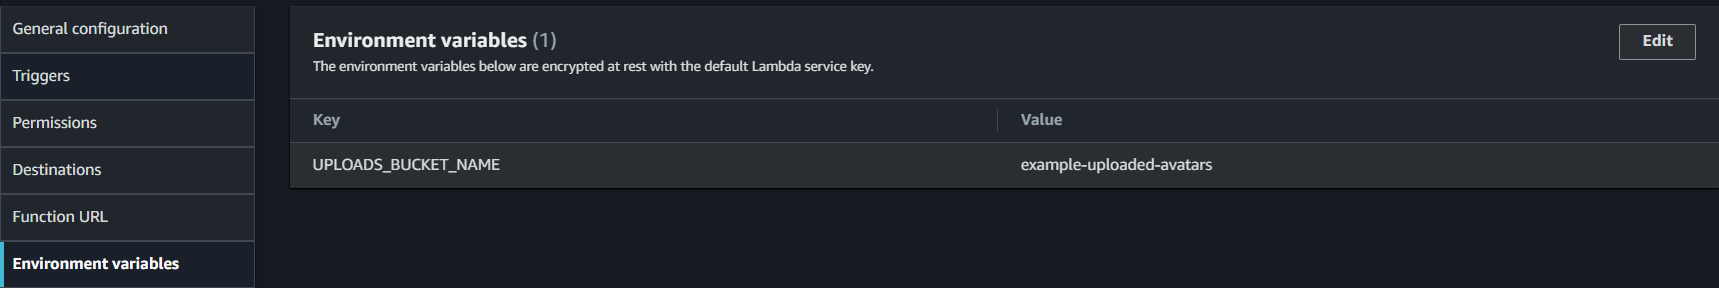 General configuration
Triggers
Permissions
Destinations
Function URL
Environment variables
Environment variables (1)
Edit
The environment variables below are encrypted at rest with the default Lambda service key.
Key Value
UPLOADS_BUCKET_NAME example-uploaded-avatars